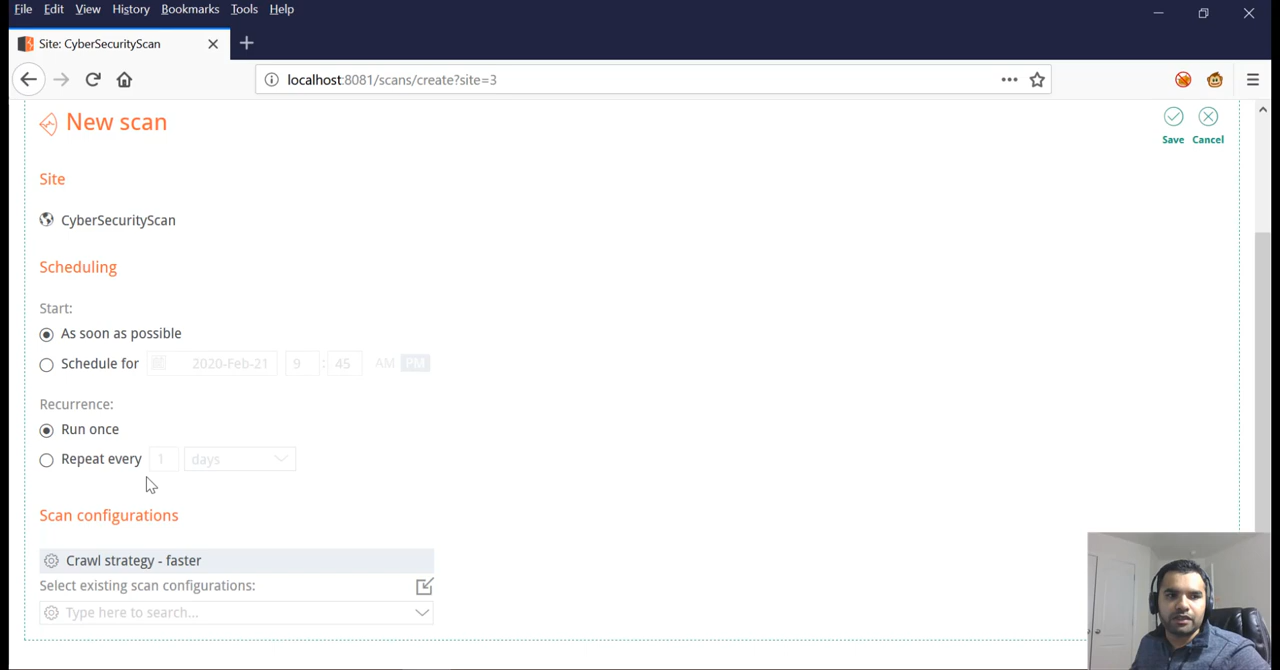 File Edit View History Bookmarks Tools Help
Site: CyberSecurityScan
localhost:8081/scans/create?site=3
New scan
Save Cancel
Site
CyberSecurityScan
Scheduling
Start:
As soon as possible
Schedule for 2020-Feb-21 9 : 45 AM PM
Recurrence:
Run once
Repeat every 1 days
Scan configurations
Crawl strategy - faster
Select existing scan configurations:
Type here to search...